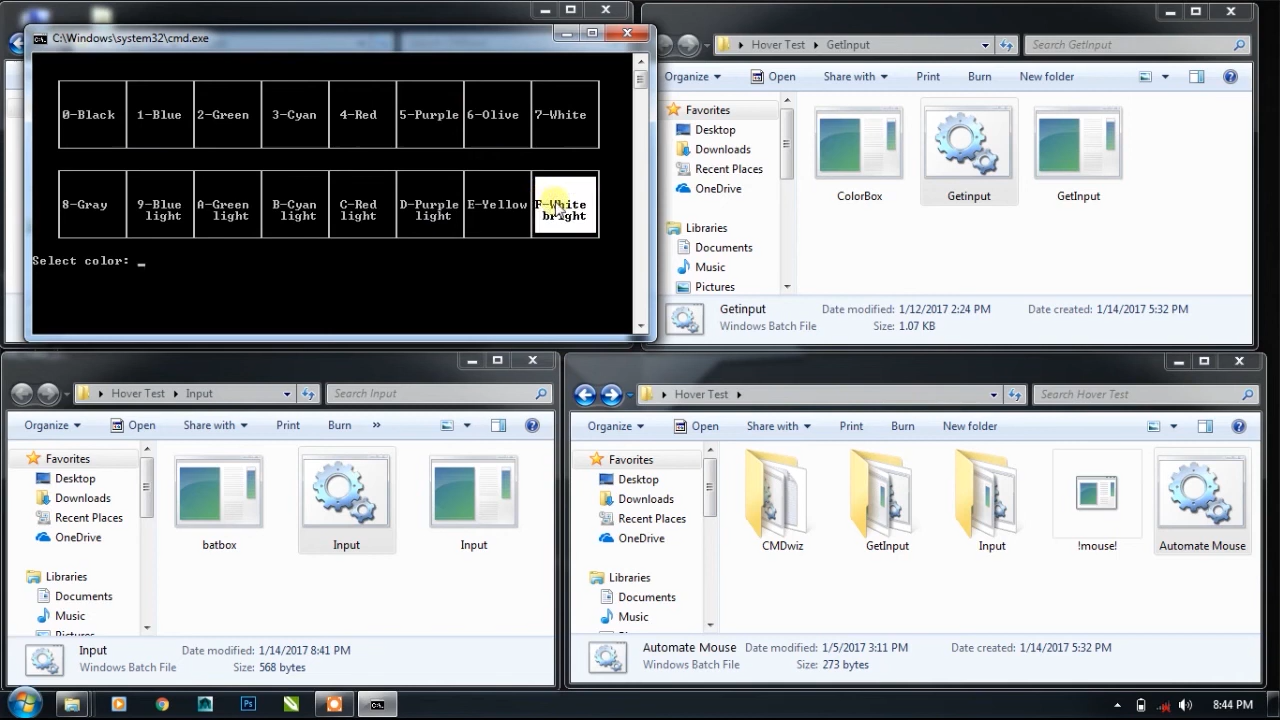 C:\Windows\system32\cmd.exe
0-Black 1-Blue 2-Green 3-Cyan 4-Red 5-Purple 6-Olive 7-White
8-Gray 9-Blue A-Green B-Cyan C-Red D-Purple E-Yellow F-White
light light light light light bright
Select color: _
Hover Test GetInput Search GetInput
Organize Open Share with Print Burn New folder
Favorites
Desktop
Downloads
Recent Places
OneDrive
Libraries
Documents
Music
Pictures
ColorBox Getinput GetInput
Getinput Date modified: 1/12/2017 2:24 PM Date created: 1/14/2017 5:32 PM
Windows Batch File Size: 1.07 KB
Hover Test Input Search Input
Organize Open Share with Print Burn »
Favorites
Desktop
Downloads
Recent Places
OneDrive
Libraries
Documents
Music
Pictures
batbox Input Input
Input Date modified: 1/14/2017 8:41 PM
Windows Batch File Size: 568 bytes
Hover Test Search Hover Test
Organize Open Share with Print Burn New folder
Favorites
Desktop
Downloads
Recent Places
OneDrive
Libraries
Documents
Music
CMDwiz GetInput Input !mouse! Automate Mouse
Automate Mouse Date modified: 1/5/2017 3:11 PM Date created: 1/14/2017 5:32 PM
Windows Batch File Size: 273 bytes
Ps
8:44 PM